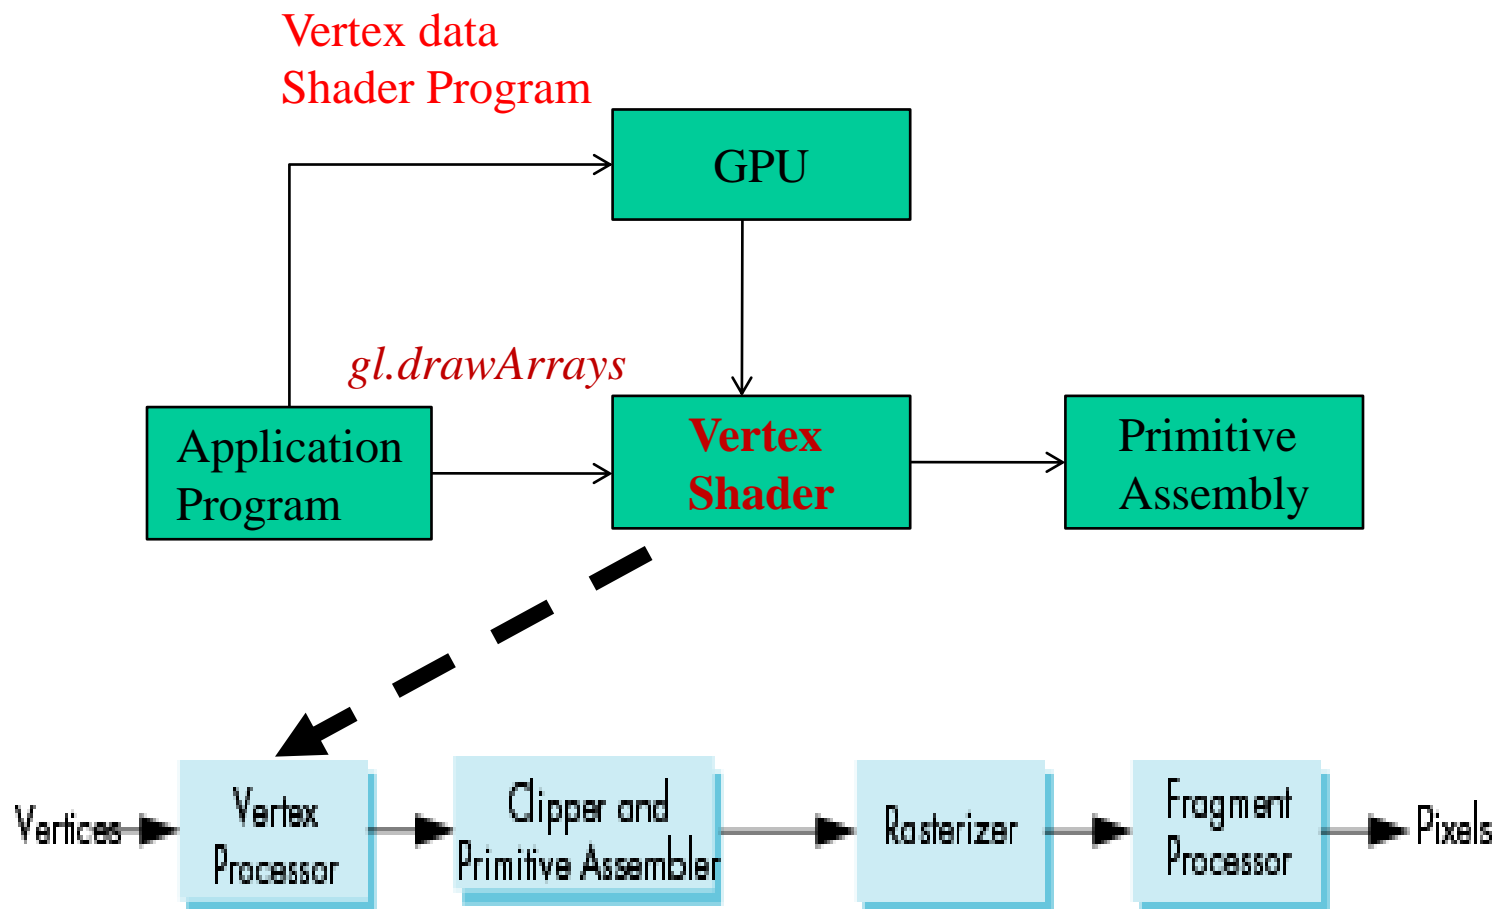 Vertex data
Shader Program
GPU
gl.drawArrays
Application
Program
Vertex
Shader
Primitive
Assembly
Vertices
Vertex
Processor
Clipper and
Primitive Assembler
Rasterizer
Fragment
Processor
Pixels